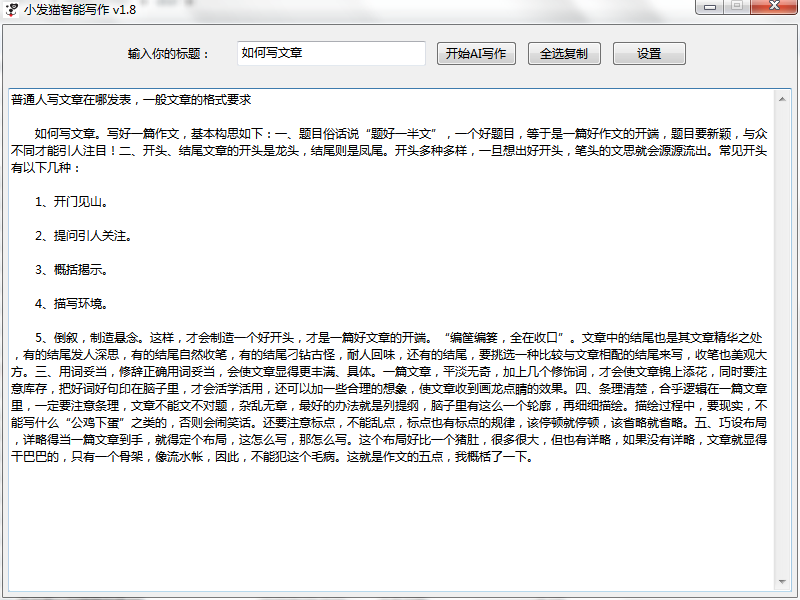 小发猫智能写作 v1.8
输入你的标题：
如何写文章
开始AI写作
全选复制
设置
普通人写文章在哪发表，一般文章的格式要求
如何写文章。写好一篇作文，基本构思如下：一、题目俗话说“题好一半文”，一个好题目，等于是一篇好作文的开端，题目要新颖，与众
不同才能引人注目！二、开头、结尾文章的开头是龙头，结尾则是凤尾。开头多种多样，一旦想出好开头，笔头的文思就会源源流出。常见开头
有以下几种：
1、开门见山。
2、提问引人关注。
3、概括揭示。
4、描写环境。
5、倒叙，制造悬念。这样，才会制造一个好开头，才是一篇好文章的开端。“编筐编篓，全在收口”。文章中的结尾也是其文章精华之处
，有的结尾发人深思，有的结尾自然收笔，有的结尾刁钻古怪，耐人回味，还有的结尾，要挑选一种比较与文章相配的结尾来写，收笔也美观大
方。三、用词妥当，修辞正确用词妥当，会使文章显得更丰满、具体。一篇文章，平淡无奇，加上几个修饰词，才会使文章锦上添花，同时要注
意库存，把好词好句印在脑子里，才会活学活用，还可以加一些合理的想象，使文章收到画龙点睛的效果。四、条理清楚，合乎逻辑在一篇文章
里，一定要注意条理，文章不能文不对题，杂乱无章，最好的办法就是列提纲，脑子里有这么一个轮廓，再细细描绘。描绘过程中，要现实，不
能写什么“公鸡下蛋”之类的，否则会闹笑话。还要注意标点，不能乱点，标点也有标点的规律，该停顿就停顿，该省略就省略。五、巧设布局
，详略得当一篇文章到手，就得定个布局，这怎么写，那怎么写。这个布局好比一个猪肚，很多很大，但也有详略，如果没有详略，文章就显得
干巴巴的，只有一个骨架，像流水帐，因此，不能犯这个毛病。这就是作文的五点，我概栝了一下。